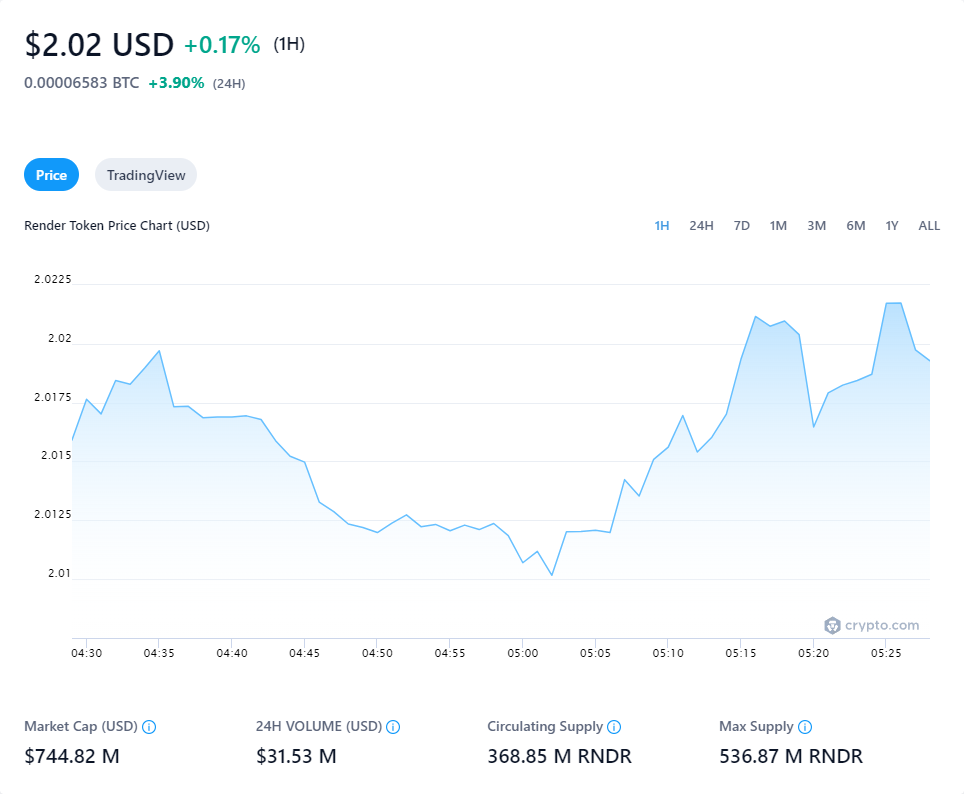 $2.02 USD +0.17% (1H)
0.00006583 BTC +3.90% (24H)
Price TradingView
Render Token Price Chart (USD) 1H 24H 7D 1M 3M 6M 1Y ALL
2.0225
2.02
2.0175
2.015
2.0125
2.01
crypto.com
04:30 04:35 04:40 04:45 04:50 04:55 05:00 05:05 05:10 05:15 05:20 05:25
Market Cap (USD) 24H VOLUME (USD) Circulating Supply Max Supply
$744.82 M $31.53 M 368.85 M RNDR 536.87 M RNDR